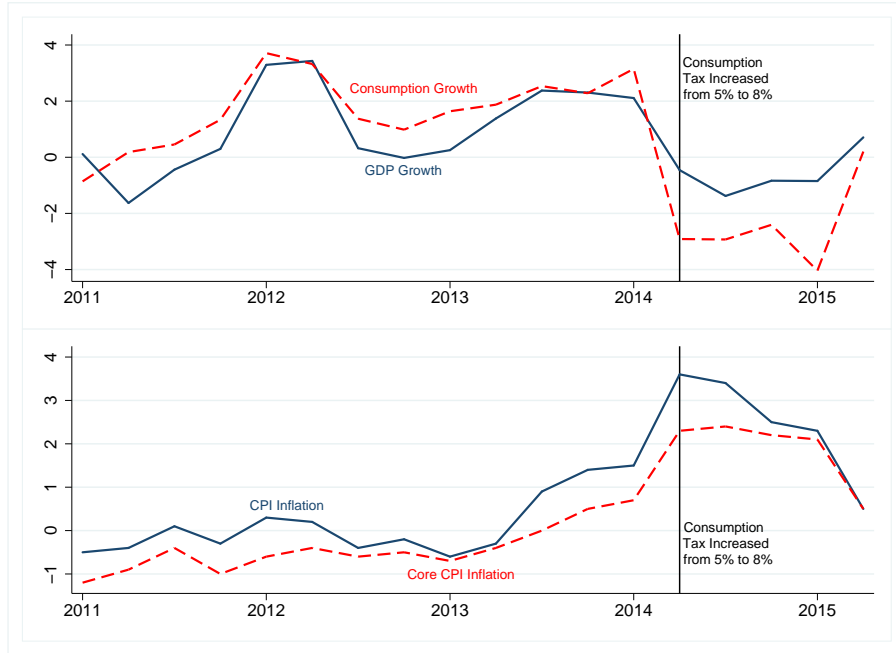 4
2
0
−2
−4
Consumption Growth
GDP Growth
Consumption
Tax Increased
from 5% to 8%
2011
2012
2013
2014
2015
4
3
2
1
0
−1
CPI Inflation
Core CPI Inflation
Consumption
Tax Increased
from 5% to 8%
2011
2012
2013
2014
2015